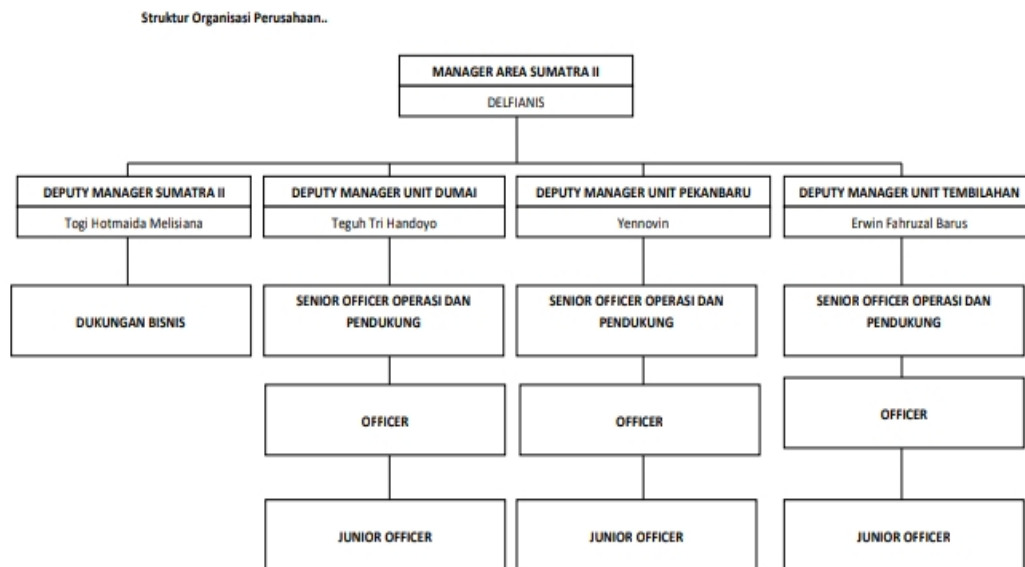 Struktur Organisasi Perusahaan..
MANAGER AREA SUMATRA II
DELFIANIS
DEPUTY MANAGER SUMATRA II
Togi Hotmaida Melisiana
DEPUTY MANAGER UNIT DUMAI
Teguh Tri Handoyo
DEPUTY MANAGER UNIT PEKANBARU
Yennovin
DEPUTY MANAGER UNIT TEMBILAHAN
Erwin Fahruzal Barus
DUKUNGAN BISNIS
SENIOR OFFICER OPERASI DAN
PENDUKUNG
SENIOR OFFICER OPERASI DAN
PENDUKUNG
SENIOR OFFICER OPERASI DAN
PENDUKUNG
OFFICER
OFFICER
OFFICER
JUNIOR OFFICER
JUNIOR OFFICER
JUNIOR OFFICER